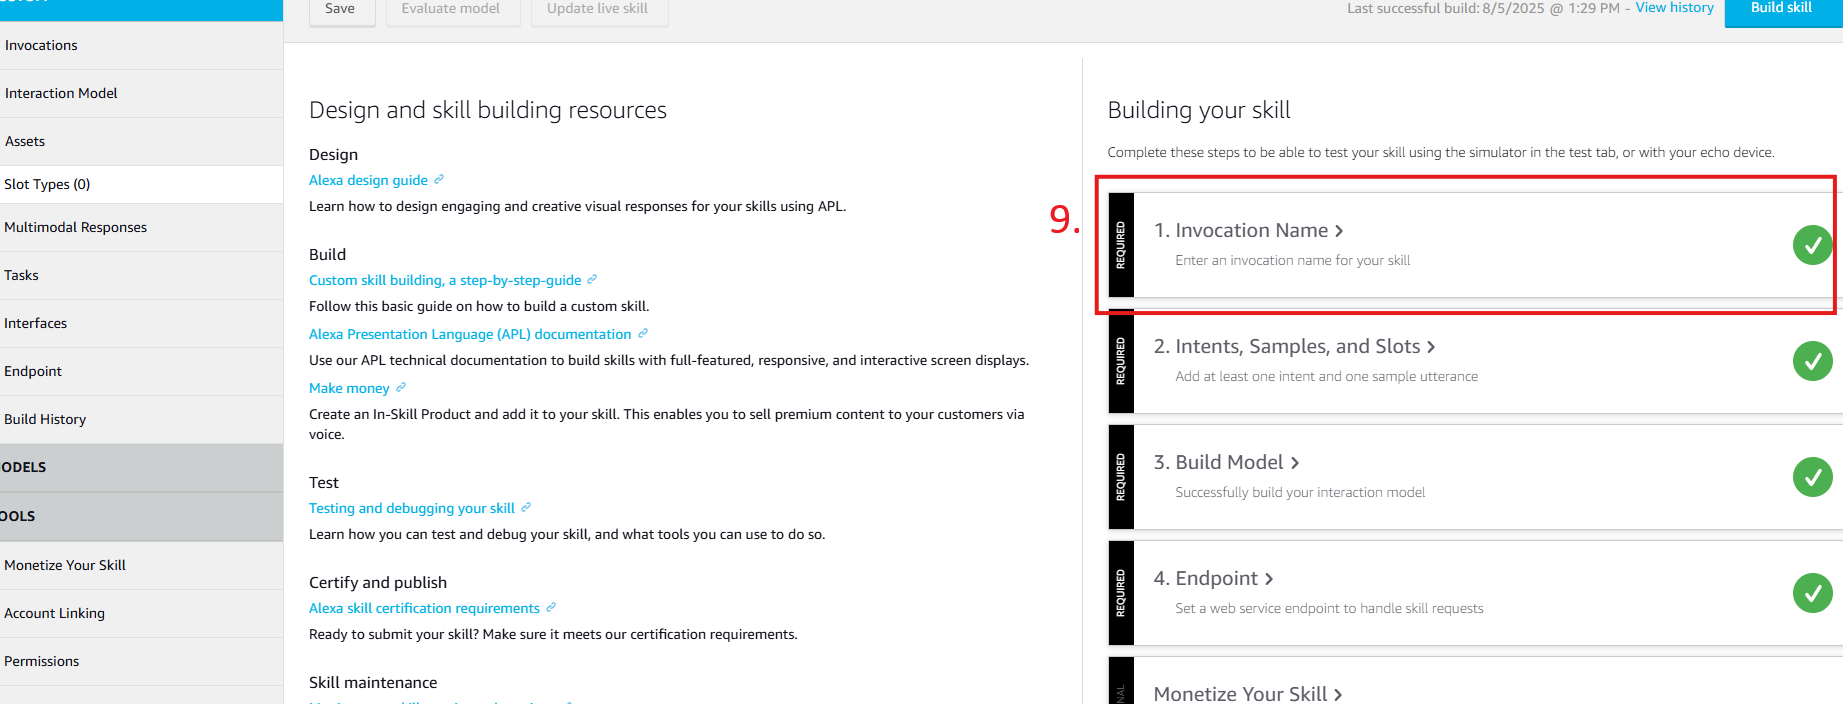 Save
Evaluate model
Update live skill
Last successful build: 8/5/2025 @ 1:29 PM - View history
Build skill
Invocations
Interaction Model
Assets
Slot Types (0)
Multimodal Responses
Tasks
Interfaces
Endpoint
Build History
ODELS
OOLS
Monetize Your Skill
Account Linking
Permissions
Design and skill building resources
Design
Alexa design guide
Learn how to design engaging and creative visual responses for your skills using APL.
Build
Custom skill building, a step-by-step-guide
Follow this basic guide on how to build a custom skill.
Alexa Presentation Language (APL) documentation
Use our APL technical documentation to build skills with full-featured, responsive, and interactive screen displays.
Make money
Create an In-Skill Product and add it to your skill. This enables you to sell premium content to your customers via
voice.
Test
Testing and debugging your skill
Learn how you can test and debug your skill, and what tools you can use to do so.
Certify and publish
Alexa skill certification requirements
Ready to submit your skill? Make sure it meets our certification requirements.
Skill maintenance
Building your skill
Complete these steps to be able to test your skill using the simulator in the test tab, or with your echo device.
9.
REQUIRED
1. Invocation Name >
Enter an invocation name for your skill
REQUIRED
2. Intents, Samples, and Slots >
Add at least one intent and one sample utterance
REQUIRED
3. Build Model >
Successfully build your interaction model
REQUIRED
4. Endpoint >
Set a web service endpoint to handle skill requests
NAL
Monetize Your Skill >